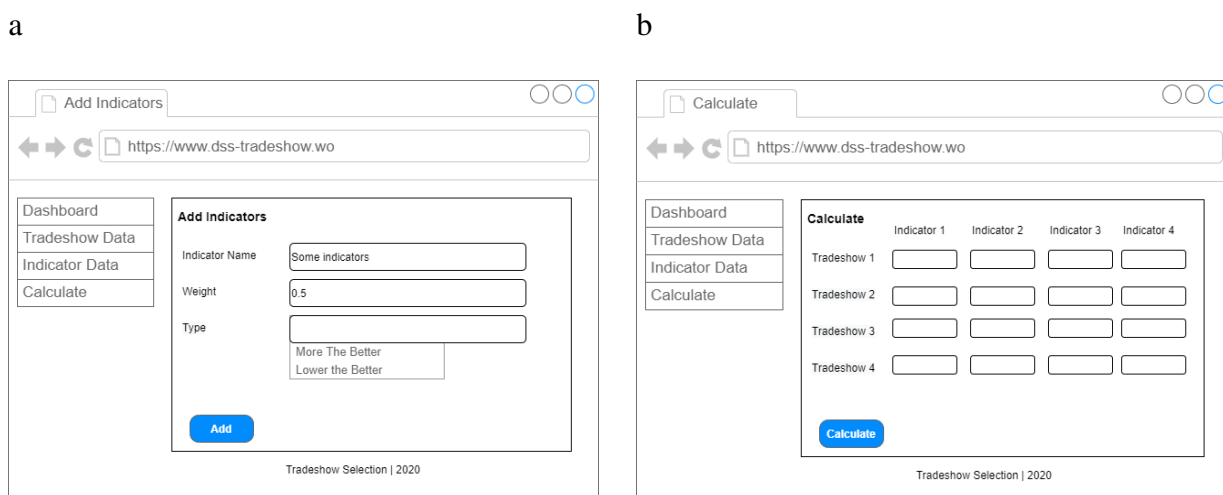 a
Add Indicators
https://www.dss-tradeshow.wo
Dashboard
Tradeshow Data
Indicator Data
Calculate
Add Indicators
Indicator Name
Some indicators
Weight
0.5
Type
More The Better
Lower the Better
Add
Tradeshow Selection | 2020
b
Calculate
https://www.dss-tradeshow.wo
Dashboard
Tradeshow Data
Indicator Data
Calculate
Calculate
Indicator 1 Indicator 2 Indicator 3 Indicator 4
Tradeshow 1
Tradeshow 2
Tradeshow 3
Tradeshow 4
Calculate
Tradeshow Selection | 2020